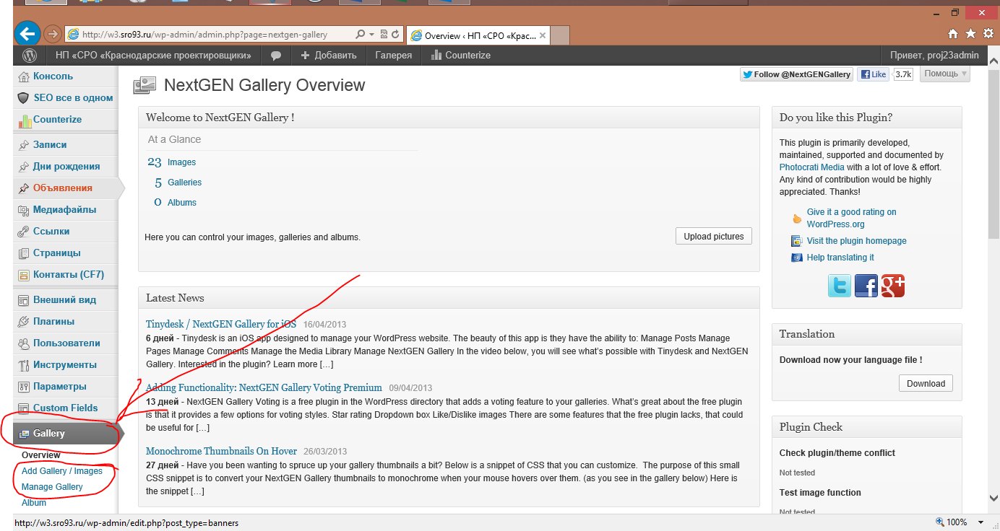 http://w3.sro93.ru/wp-admin/admin.php?page=nextgen-gallery
Overview ‹ НП «СРО «Крас...
НП «СРО «Краснодарские проектировщики»
Добавить
Галерея
Counterize
Привет, proj23admin
Консоль
SEO все в одном
Counterize
Записи
Дни рождения
Объявления
Медиафайлы
Ссылки
Страницы
Контакты (CF7)
Внешний вид
Плагины
Пользователи
Инструменты
Параметры
Custom Fields
Gallery
Overview
Add Gallery / Images
Manage Gallery
Album
NextGEN Gallery Overview
Follow @NextGENGallery
Like
3.7k
Помощь
Welcome to NextGEN Gallery !
At a Glance
23 Images
5 Galleries
0 Albums
Here you can control your images, galleries and albums.
Upload pictures
Latest News
Tinydesk / NextGEN Gallery for iOS 16/04/2013
6 дней - Tinydesk is an iOS app designed to manage your WordPress website. The beauty of this app is they have the ability to: Manage Posts Manage
Pages Manage Comments Manage the Media Library Manage NextGEN Gallery In the video below, you will see what's possible with Tinydesk and NextGEN
Gallery. Interested in the plugin? Learn more [...]
Adding Functionality: NextGEN Gallery Voting Premium 09/04/2013
13 дней - NextGEN Gallery Voting is a free plugin in the WordPress directory that adds a voting feature to your galleries. What's great about the free plugin
is that it provides a few options for voting styles. Star rating Dropdown box Like/Dislike images There are some features that the free plugin lacks, that could
be useful for [...]
Monochrome Thumbnails On Hover 26/03/2013
27 дней - Have you been wanting to spruce up your gallery thumbnails a bit? Below is a snippet of CSS that you can customize. The purpose of this small
CSS snippet is to convert your NextGEN Gallery thumbnails to monochrome when your mouse hovers over them. (as you see in the gallery below) Here is
the snippet [...]
Do you like this Plugin?
This plugin is primarily developed,
maintained, supported and documented by
Photocrati Media with a lot of love & effort.
Any kind of contribution would be highly
appreciated. Thanks!
Give it a good rating on
WordPress.org
Visit the plugin homepage
Help translating it
Translation
Download now your language file !
Download
Plugin Check
Check plugin/theme conflict
Not tested
Test image function
Not tested
http://w3.sro93.ru/wp-admin/edit.php?post_type=banners
100%